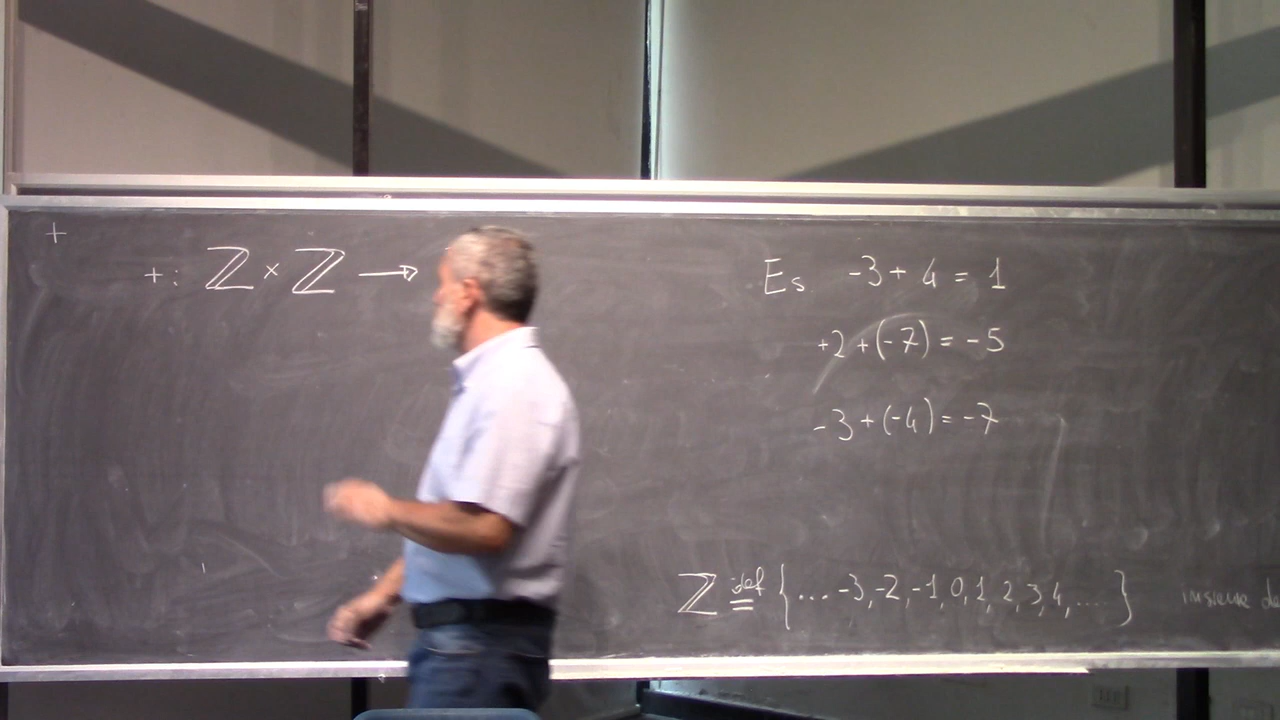 +
+: ℤ × ℤ →
Es -3 + 4 = 1
+2 + (-7) = -5
-3 + (-4) = -7
ℤ def= {... -3, -2, -1, 0, 1, 2, 3, 4, ....} insieme